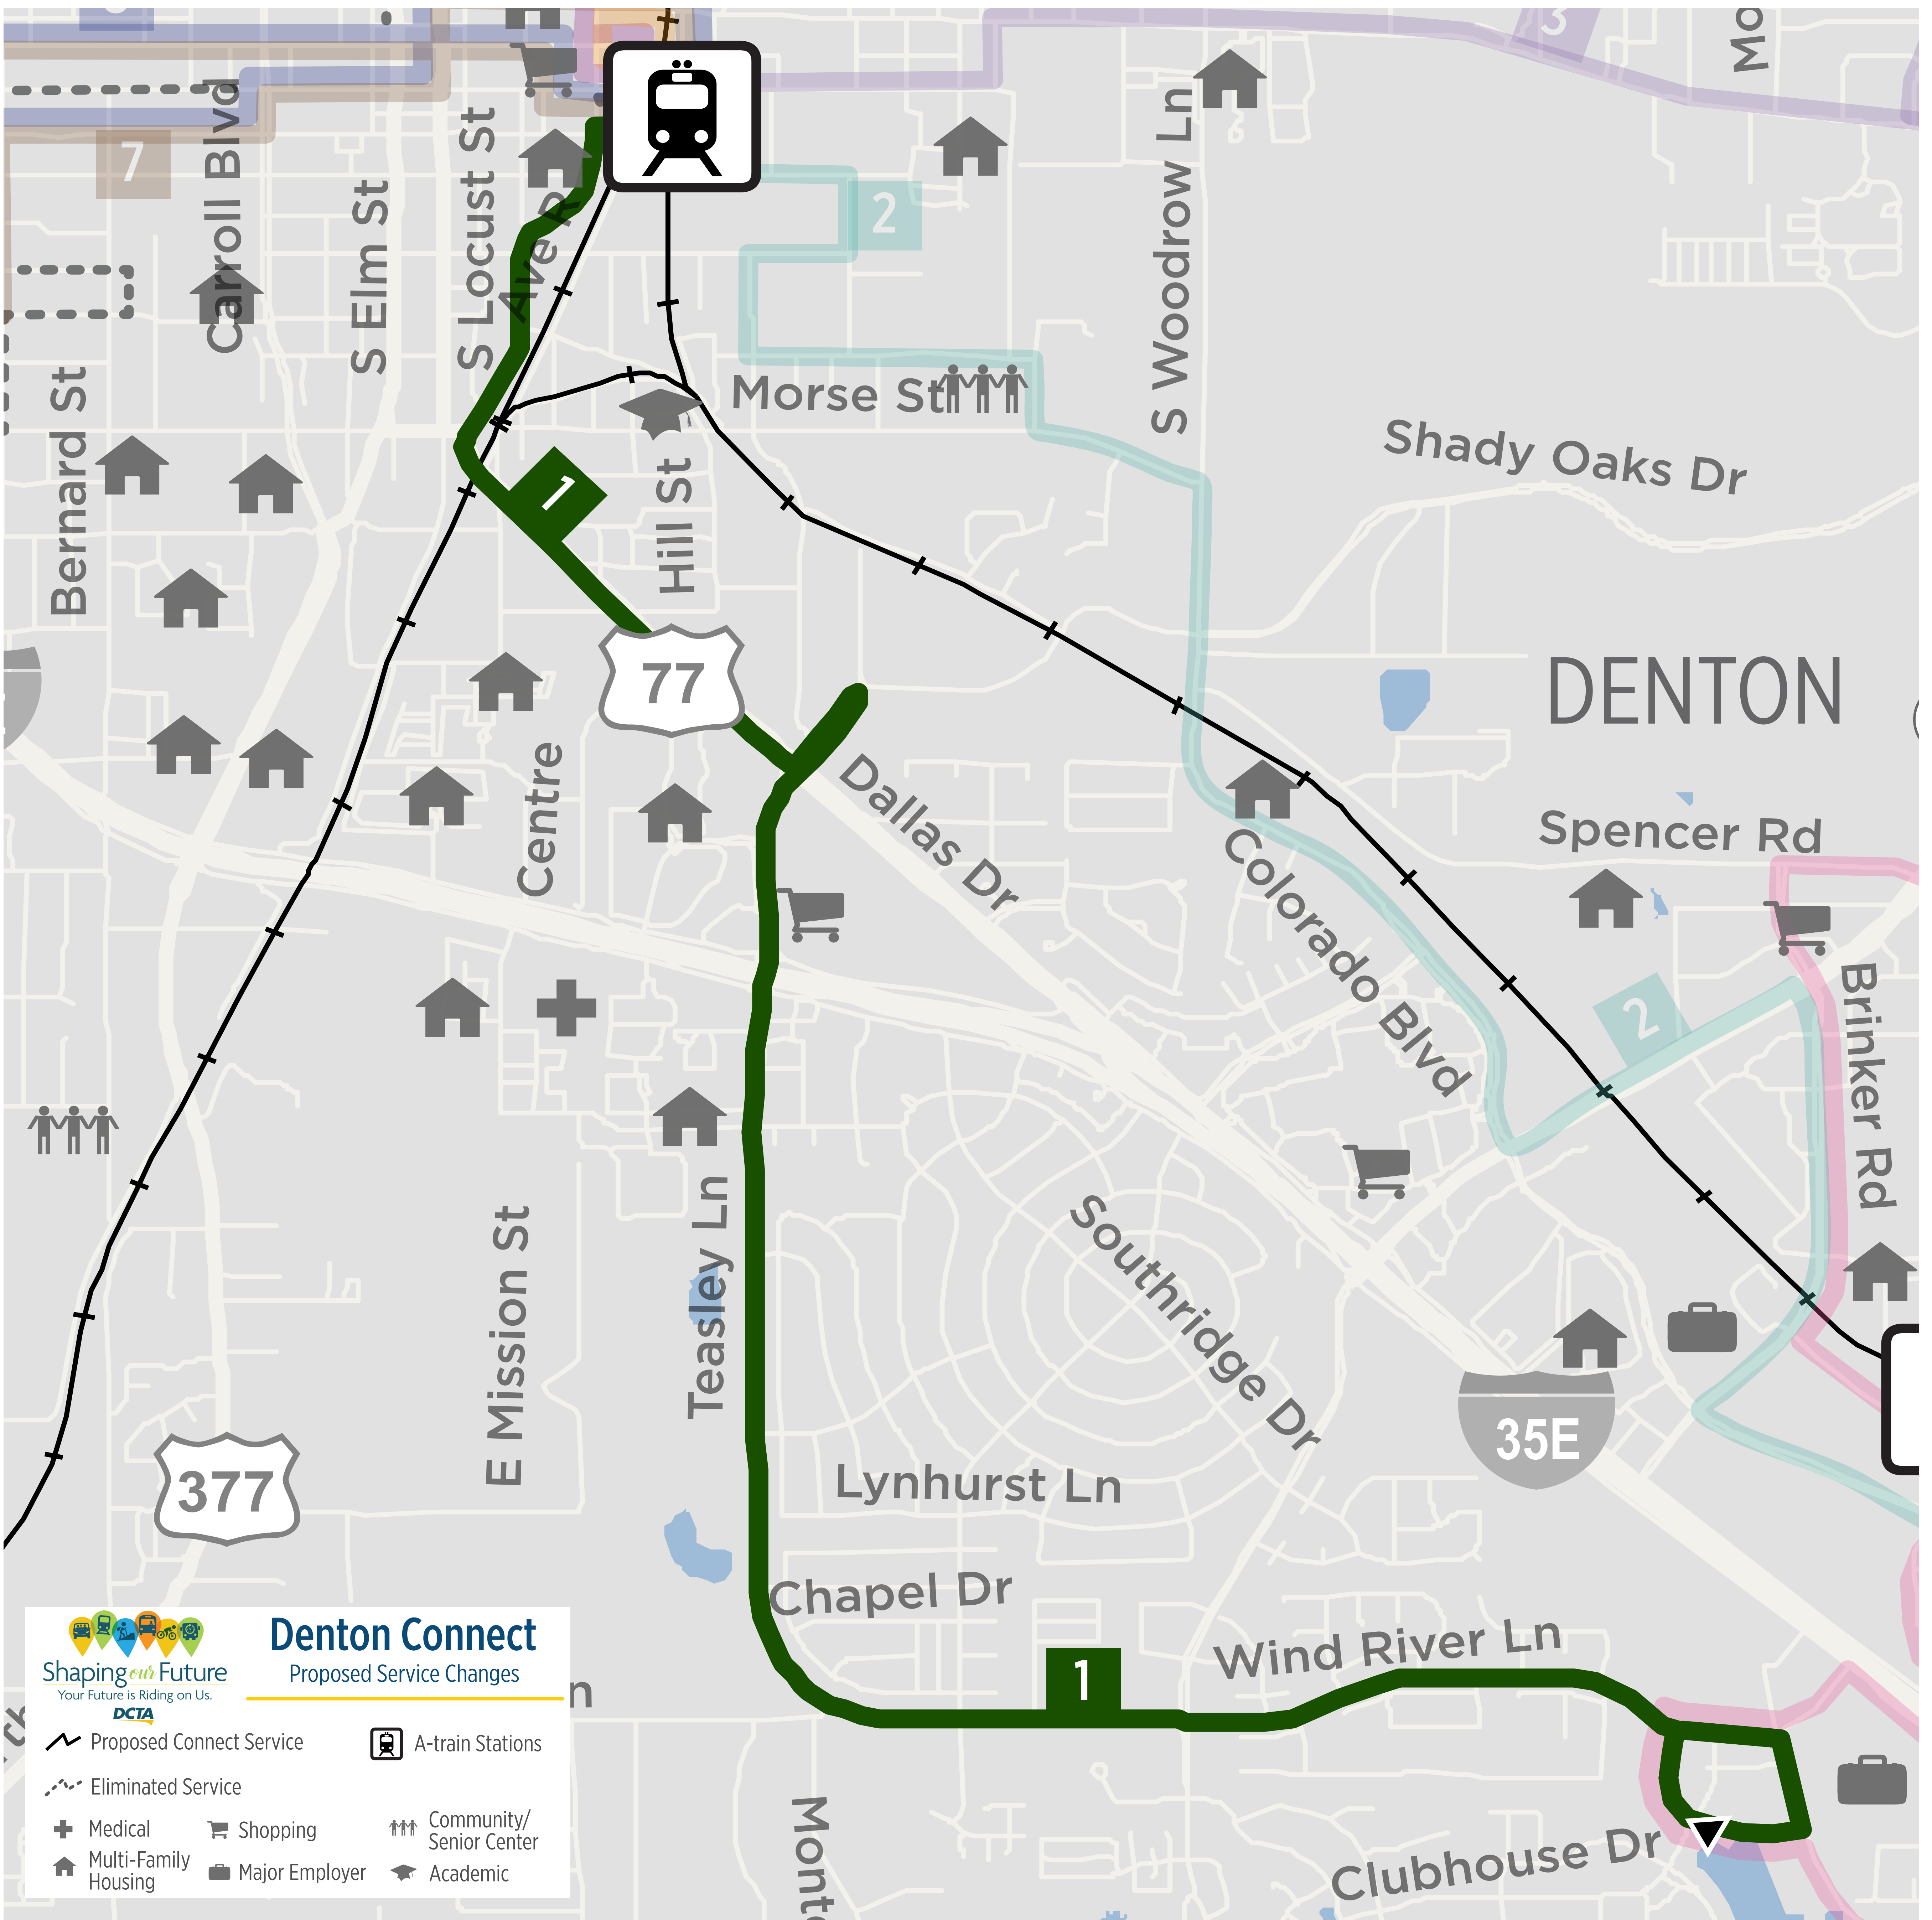 3
7
2
Carroll Blvd
S Elm St
S Locust St
Ave R
S Woodrow Ln
Mo
Bernard St
Morse St
Shady Oaks Dr
1
Hill St
77
DENTON
Centre
Dallas Dr
Colorado Blvd
Spencer Rd
2
Brinker Rd
Teasley Ln
E Mission St
Southridge Dr
35E
377
Lynhurst Ln
Chapel Dr
Wind River Ln
1
Clubhouse Dr
n
Shaping our Future
Your Future is Riding on Us.
DCTA
Denton Connect
Proposed Service Changes
Proposed Connect Service
A-train Stations
Eliminated Service
Medical
Shopping
Community/
Senior Center
Multi-Family
Housing
Major Employer
Academic